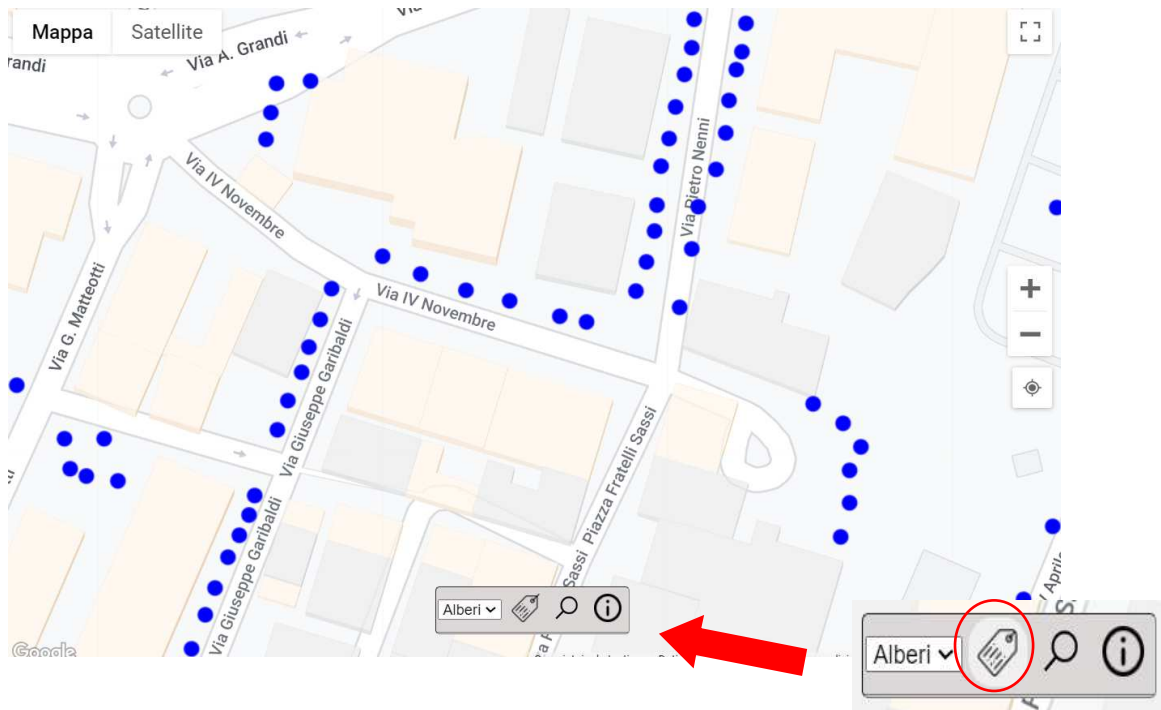 Mappa
Satellite
Via
randi
Via A. Grandi
Via IV Novembre
Via Pietro Nenni
Via G. Matteotti
Via IV Novembre
Via Giuseppe Garibaldi
Piazza Fratelli Sassi
Sassi
Via Giuseppe Garibaldi
Alberi
Google
Alberi